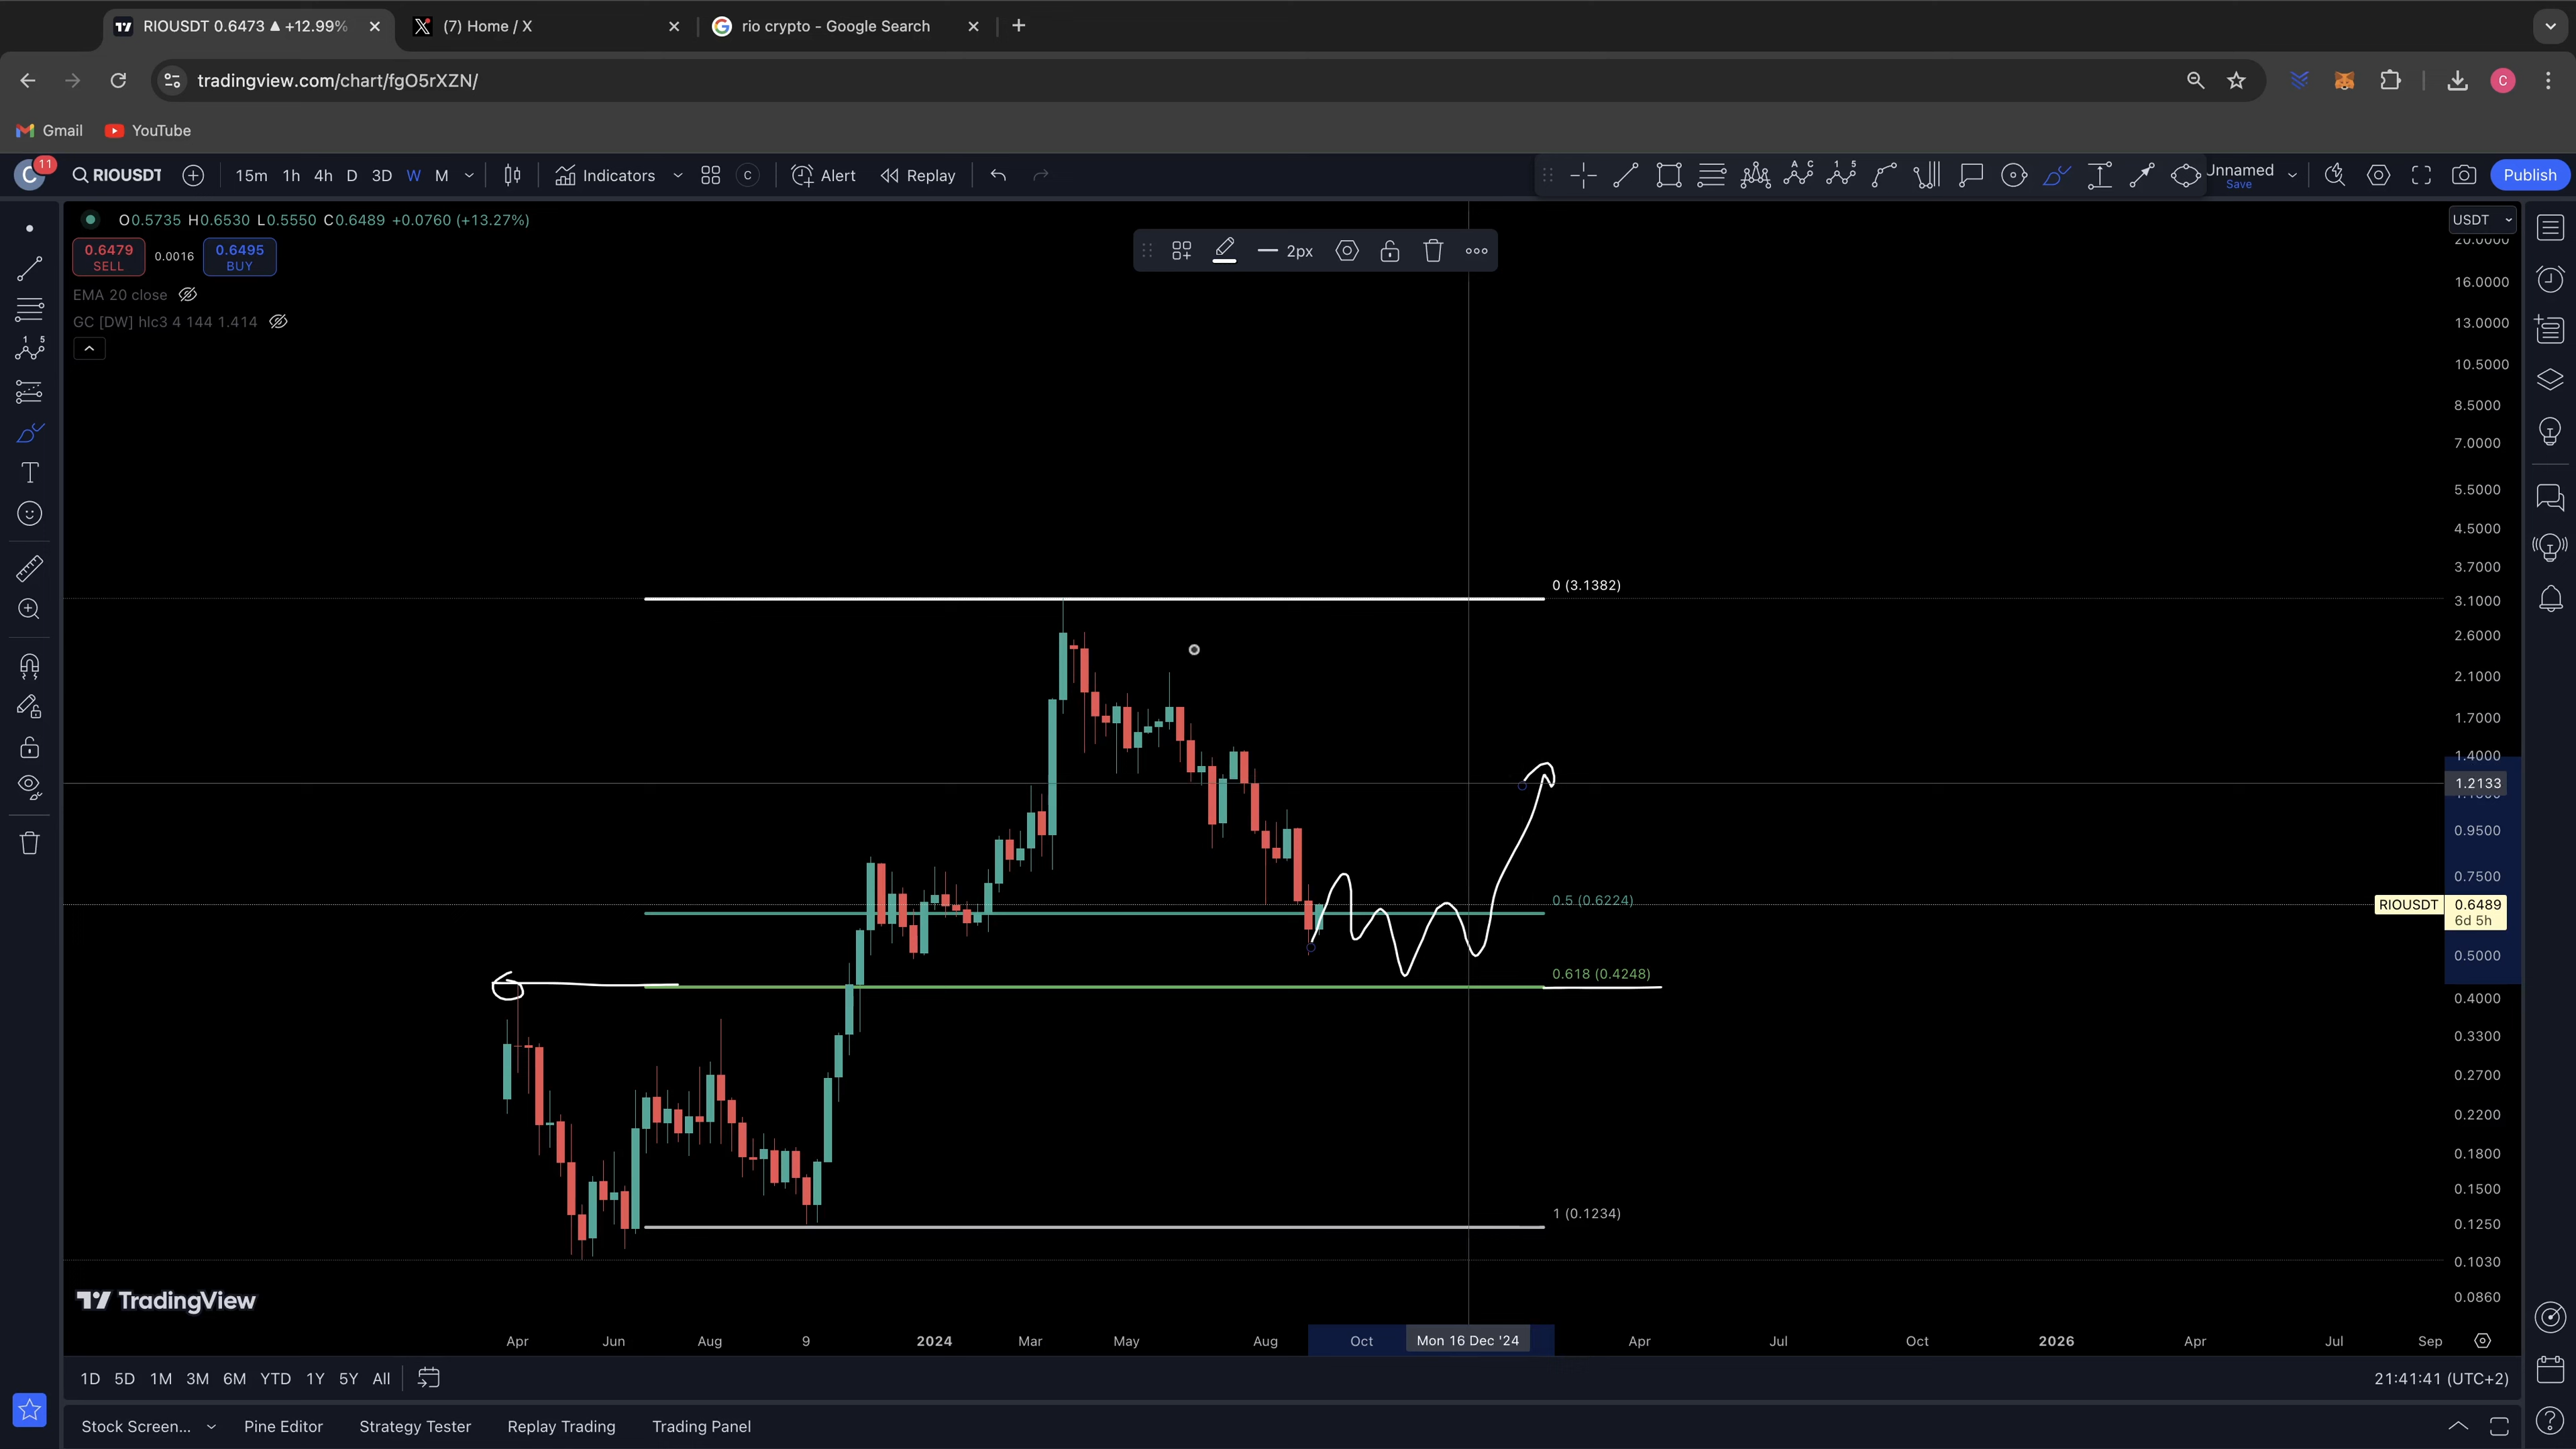 RIOUSDT 0.6473 ▲ +12.99%
(7) Home / X
rio crypto - Google Search
tradingview.com/chart/fgO5rXZN/
C
Gmail
YouTube
C
11
RIOUSDT
15m 1h 4h D 3D W M
Indicators
C
Alert
Replay
A C
1 5
Unnamed
Save
Publish
O0.5735 H0.6530 L0.5550 C0.6489 +0.0760 (+13.27%)
0.6479
SELL
0.0016
0.6495
BUY
EMA 20 close
GC [DW] hlc3 4 144 1.414
2px
USDT
20.0000
16.0000
13.0000
10.5000
8.5000
7.0000
5.5000
4.5000
3.7000
3.1000
2.6000
2.1000
1.7000
1.4000
1.2133
0.9500
0.7500
RIOUSDT
0.6489
6d 5h
0.5000
0.4000
0.3300
0.2700
0.2200
0.1800
0.1500
0.1250
0.1030
0.0860
0 (3.1382)
0.5 (0.6224)
0.618 (0.4248)
1 (0.1234)
1 5
TradingView
Apr Jun Aug 9 2024 Mar May Aug Oct Mon 16 Dec '24 Apr Jul Oct 2026 Apr Jul Sep
1D 5D 1M 3M 6M YTD 1Y 5Y All
21:41:41 (UTC+2)
Stock Screen...
Pine Editor
Strategy Tester
Replay Trading
Trading Panel